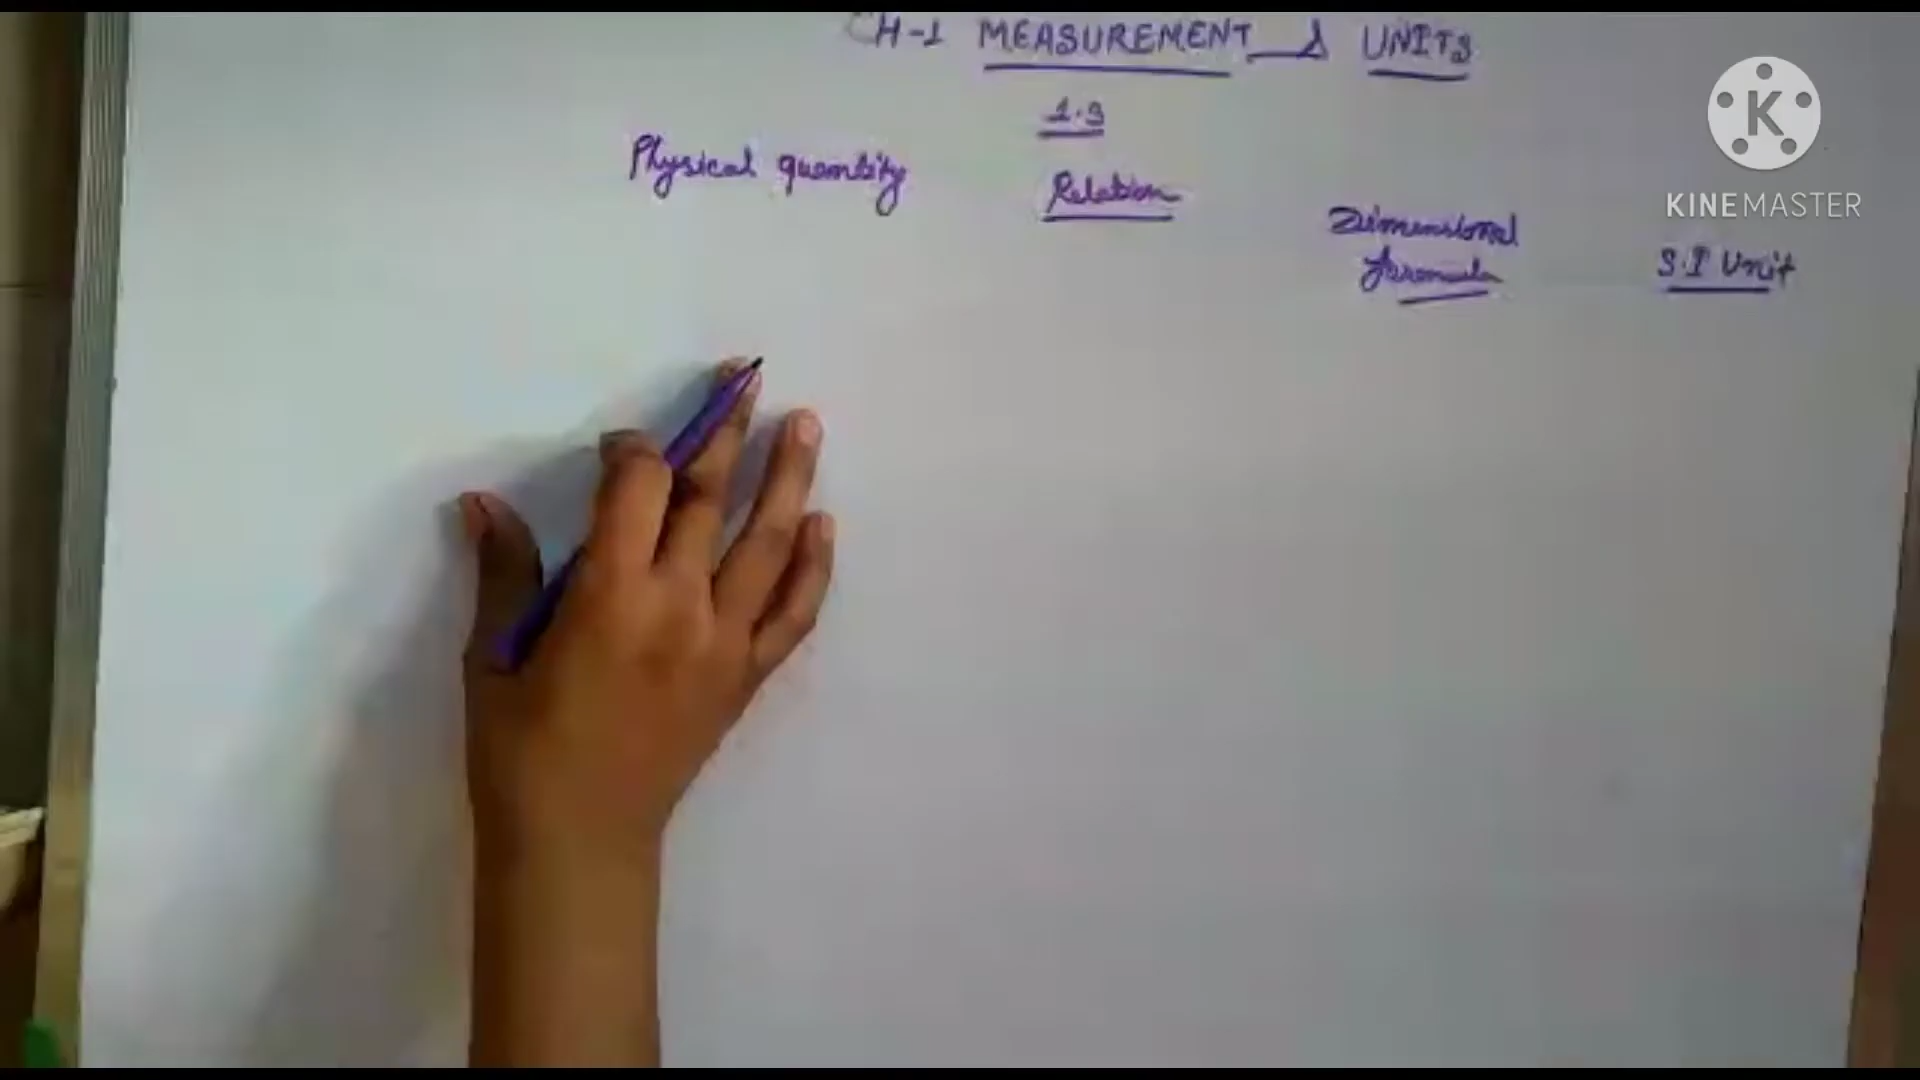 CH-1 MEASUREMENT & UNITS
1.3
Physical quantity
Relation
Dimensional
formula
S.I Unit
K
KINEMASTER